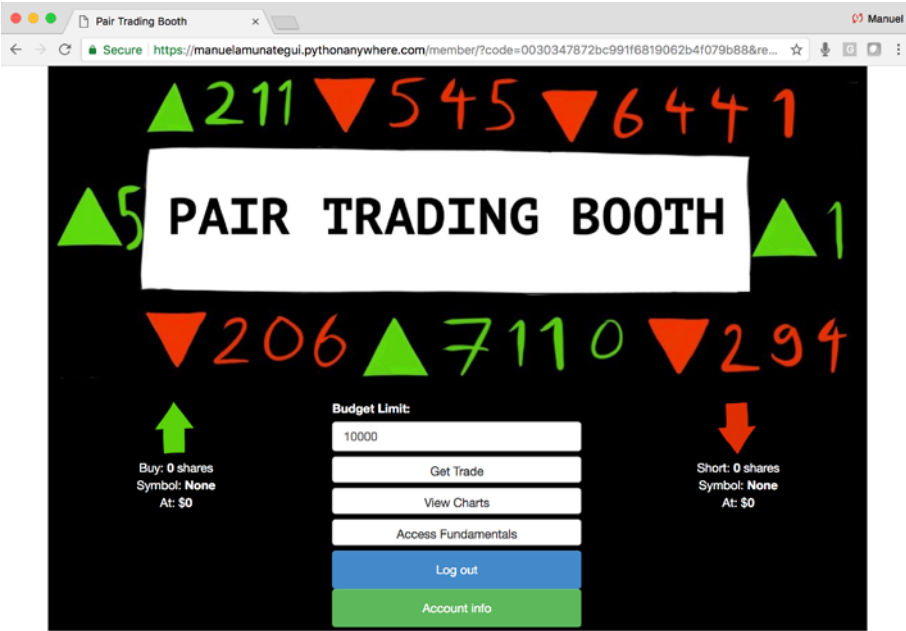 Pair Trading Booth
Manuel
Secure https://manuelamunategui.pythonanywhere.com/member/?code=0030347872bc991f6819062b4f079b88&re...
▲211 ▼545 ▼6441
▲5 PAIR TRADING BOOTH ▲1
▼206 ▲7110 ▼294
Budget Limit:
10000
Buy: 0 shares
Symbol: None
At: $0
Get Trade
View Charts
Access Fundamentals
Log out
Account info
Short: 0 shares
Symbol: None
At: $0